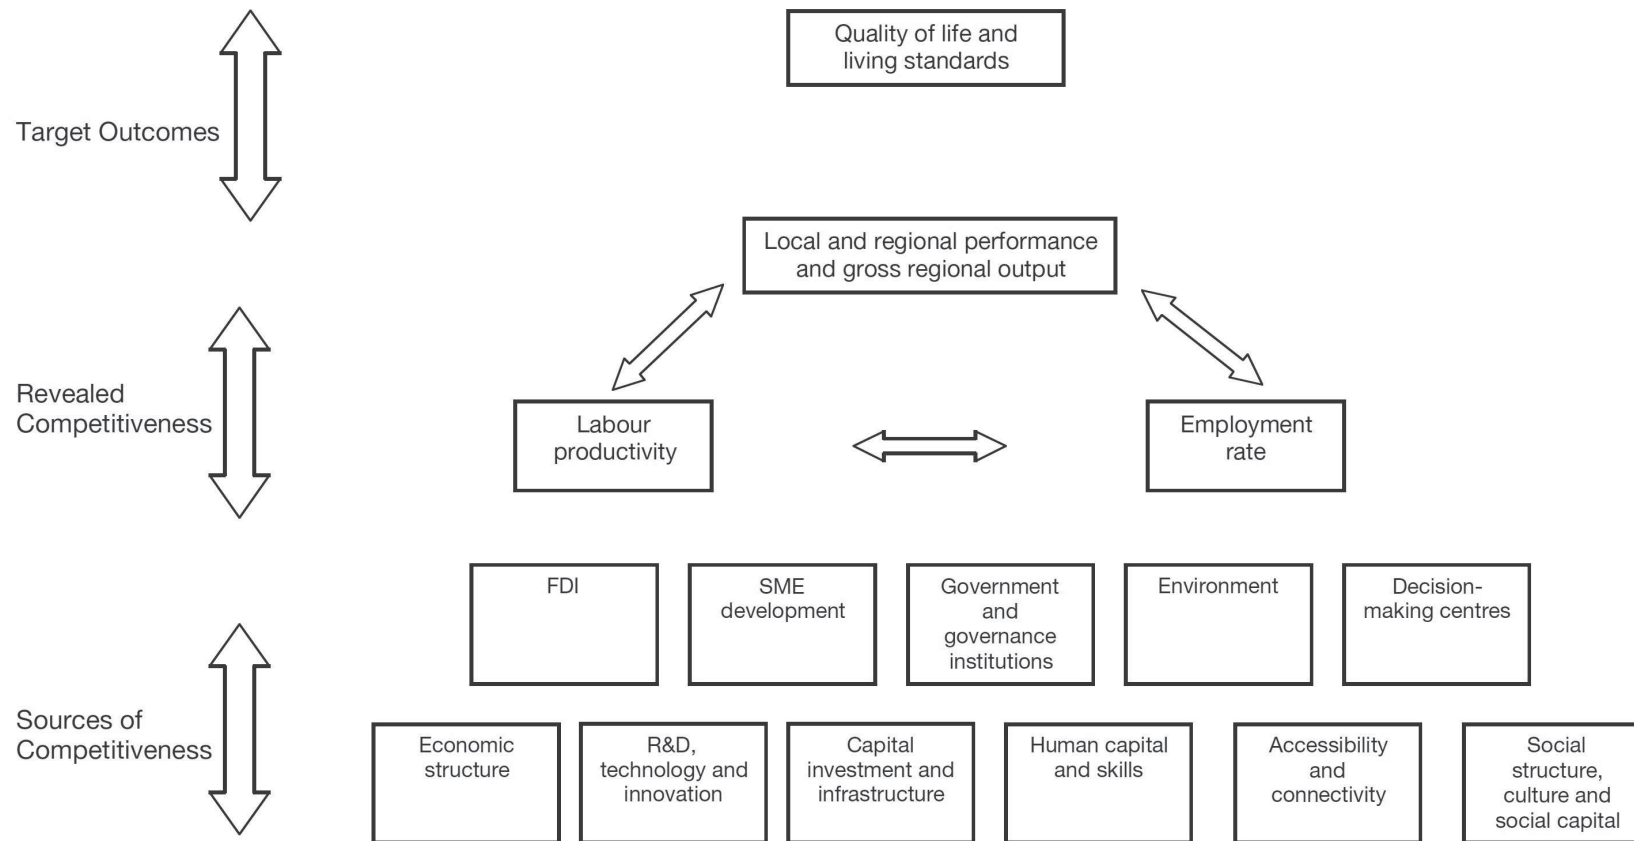 Quality of life and
living standards
Target Outcomes
Local and regional performance
and gross regional output
Revealed
Competitiveness
Labour
productivity
Employment
rate
FDI
SME
development
Government
and
governance
institutions
Environment
Decision-
making centres
Sources of
Competitiveness
Economic
structure
R&D,
technology and
innovation
Capital
investment and
infrastructure
Human capital
and skills
Accessibility
and
connectivity
Social
structure,
culture and
social capital